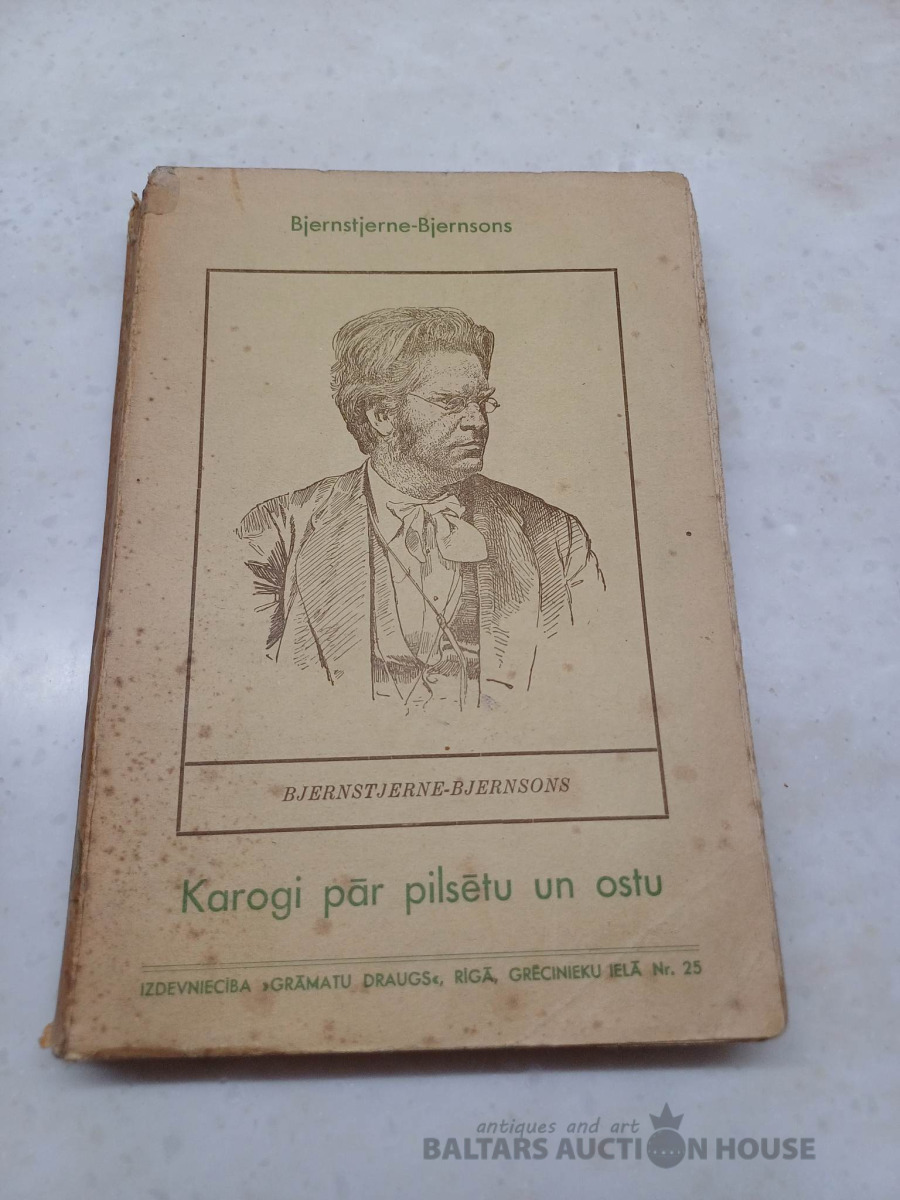 Bjernstjerne-Bjernsons
BJERNSTJERNE-BJERNSONS
Karogi pār pilsētu un ostu
IZDEVNIECĪBA »GRĀMATU DRAUGS«, RĪGĀ, GRĒCINIEKU IELĀ Nr. 25
antiques and art
BALTARS AUCTION HOUSE